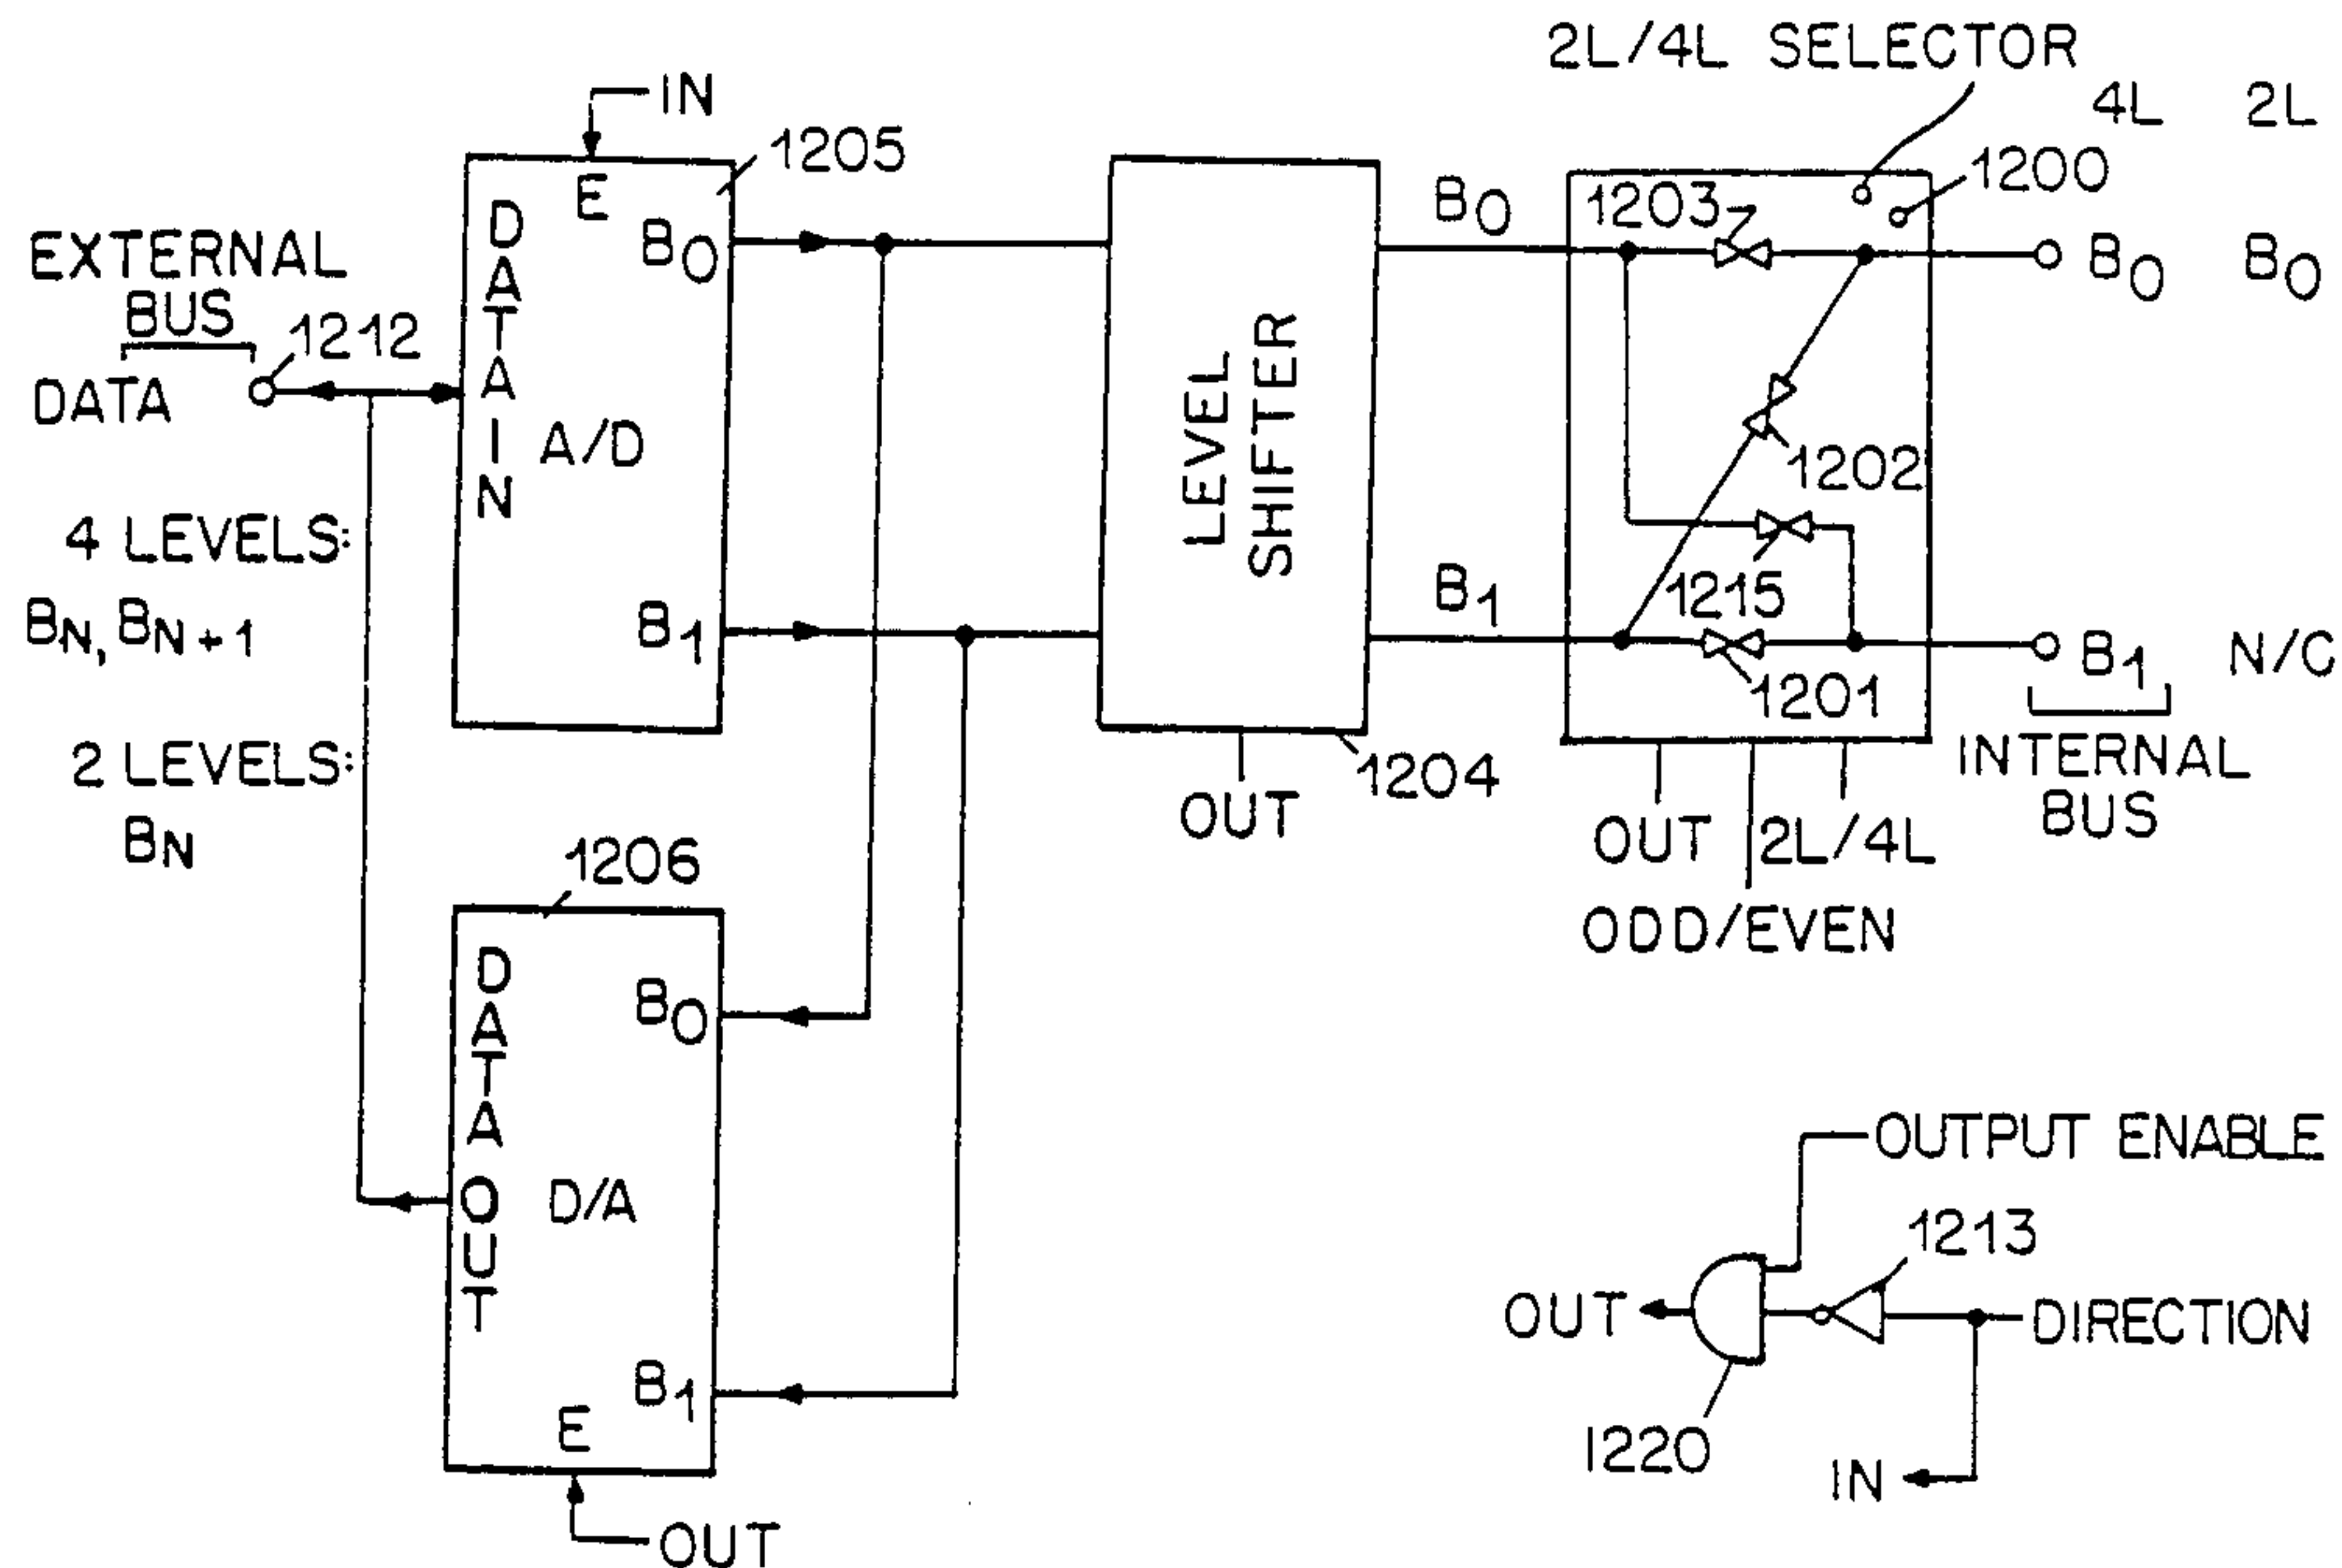 2L/4L SELECTOR
4L 2L
IN
1205
1200
E
DATA IN
B0
B0
1203
B0 B0
EXTERNAL
BUS
1212
DATA
A/D
LEVEL SHIFTER
1202
4 LEVELS:
BN, BN+1
B1
B1
1215
B1 N/C
1201
INTERNAL
BUS
2 LEVELS:
BN
1204
OUT
OUT 2L/4L
ODD/EVEN
1206
DATA OUT
B0
D/A
B1
E
OUT
OUTPUT ENABLE
1213
OUT
DIRECTION
1220
IN